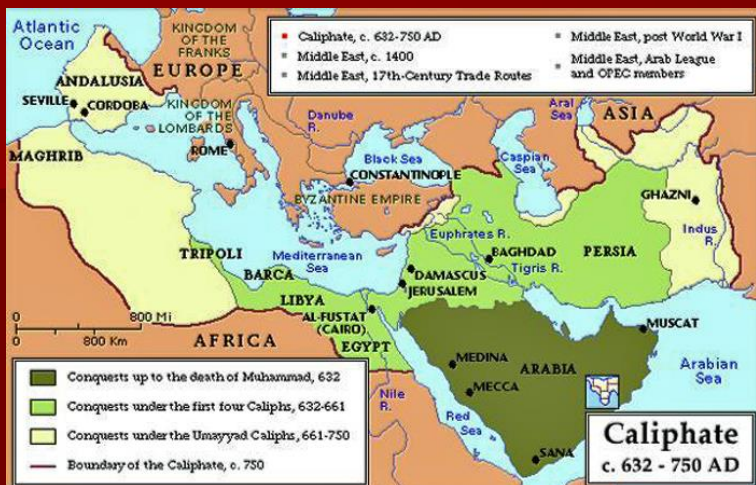 Atlantic
Ocean
KINGDOM
OF THE
FRANKS
EUROPE
ANDALUSIA
SEVILLE
CORDOBA
KINGDOM
OF THE
LOMBARDS
MAGHRIB
ROME
Caliphate, c. 632-750 AD
Middle East, c. 1400
Middle East, 17th-Century Trade Routes
Middle East, post World War I
Middle East, Arab League
and OPEC members
Danube
R.
Black Sea
CONSTANTINOPLE
BYZANTINE EMPIRE
Aral
Sea
ASIA
Caspian
Sea
GHAZNI
Indus
R.
Euphrates R.
BAGHDAD
Tigris R.
PERSIA
TRIPOLI
Mediterranean
Sea
BARCA
DAMASCUS
JERUSALEM
LIBYA
AL-FUSTAT
(CAIRO)
EGYPT
0 800 Mi
0 800 Km
AFRICA
MUSCAT
MEDINA
ARABIA
MECCA
Arabian
Sea
Nile
R.
Red
Sea
SANA
Conquests up to the death of Muhammad, 632
Conquests under the first four Caliphs, 632-661
Conquests under the Umayyad Caliphs, 661-750
Boundary of the Caliphate, c. 750
Caliphate
c. 632 - 750 AD